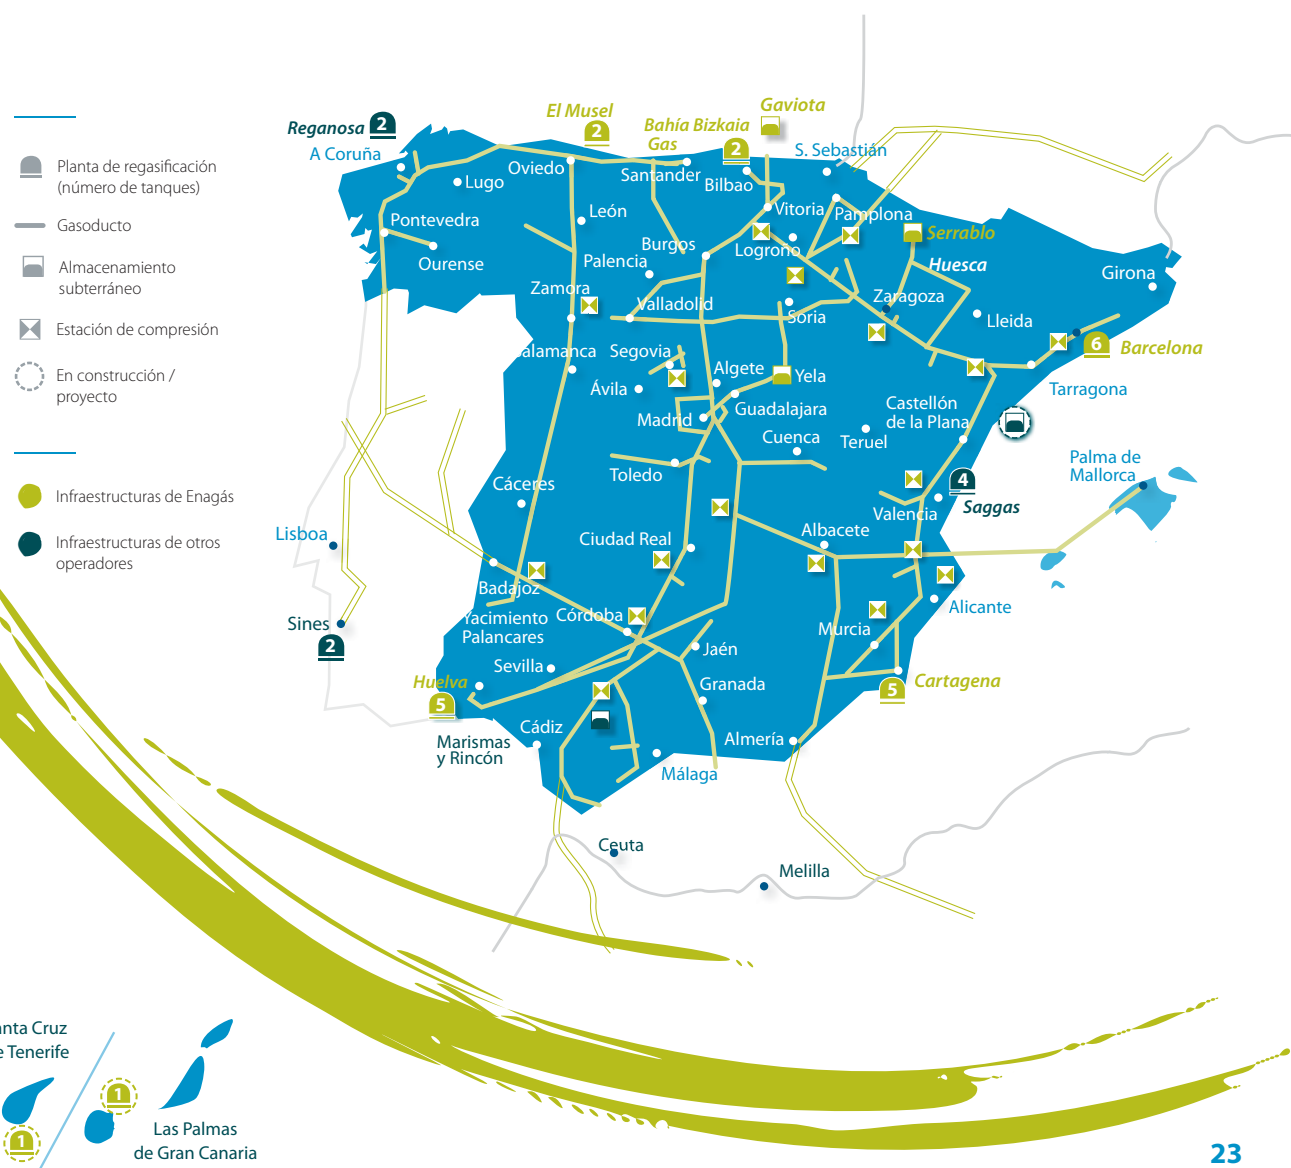 Planta de regasificación
(número de tanques)
Gasoducto
Almacenamiento
subterráneo
Estación de compresión
En construcción /
proyecto
Infraestructuras de Enagás
Infraestructuras de otros
operadores
Reganosa 2
A Coruña
Lugo
Pontevedra
Ourense
El Musel
2
Oviedo
León
Bahía Bizkaia
Gas
2
Gaviota
S. Sebastián
Santander
Bilbao
Vitoria
Pamplona
Burgos
Logroño
Palencia
Serrablo
Huesca
Girona
Zamora
Valladolid
Soria
Zaragoza
Lleida
6
Barcelona
Tarragona
alamanca
Segovia
Ávila
Algete
Yela
Madrid
Guadalajara
Cuenca
Teruel
Castellón
de la Plana
Palma de
Mallorca
Toledo
Cáceres
4
Saggas
Valencia
Ciudad Real
Albacete
Lisboa
Badajoz
Alicante
Sines
2
Yacimiento
Palancares
Córdoba
Murcia
Jaén
Sevilla
Huelva
5
Granada
5
Cartagena
Marismas
y Rincón
Cádiz
Almería
Málaga
Ceuta
Melilla
anta Cruz
e Tenerife
1
1
Las Palmas
de Gran Canaria
23